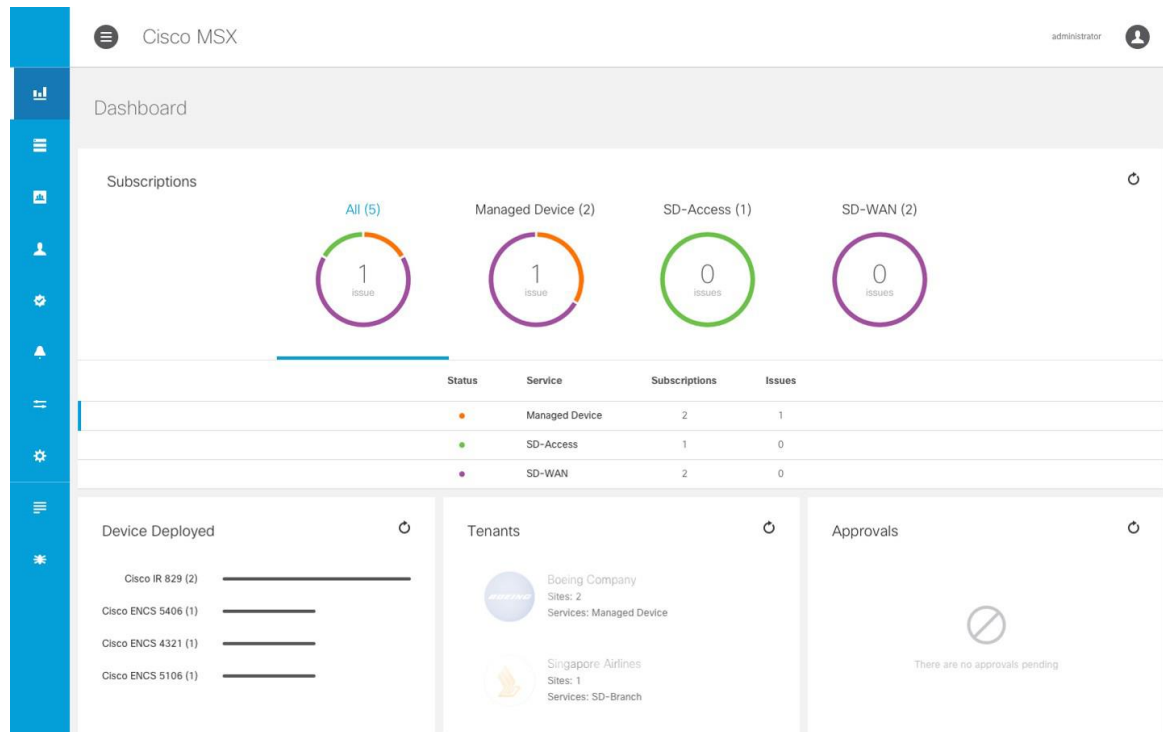 Cisco MSX
administrator
Dashboard
Subscriptions
All (5)
Managed Device (2)
SD-Access (1)
SD-WAN (2)
1
issue
1
issue
0
issues
0
issues
Status Service Subscriptions Issues
Managed Device 2 1
SD-Access 1 0
SD-WAN 2 0
Device Deployed
Cisco IR 829 (2)
Cisco ENCS 5406 (1)
Cisco ENCS 4321 (1)
Cisco ENCS 5106 (1)
Tenants
BOEING
Boeing Company
Sites: 2
Services: Managed Device
Singapore Airlines
Sites: 1
Services: SD-Branch
Approvals
There are no approvals pending